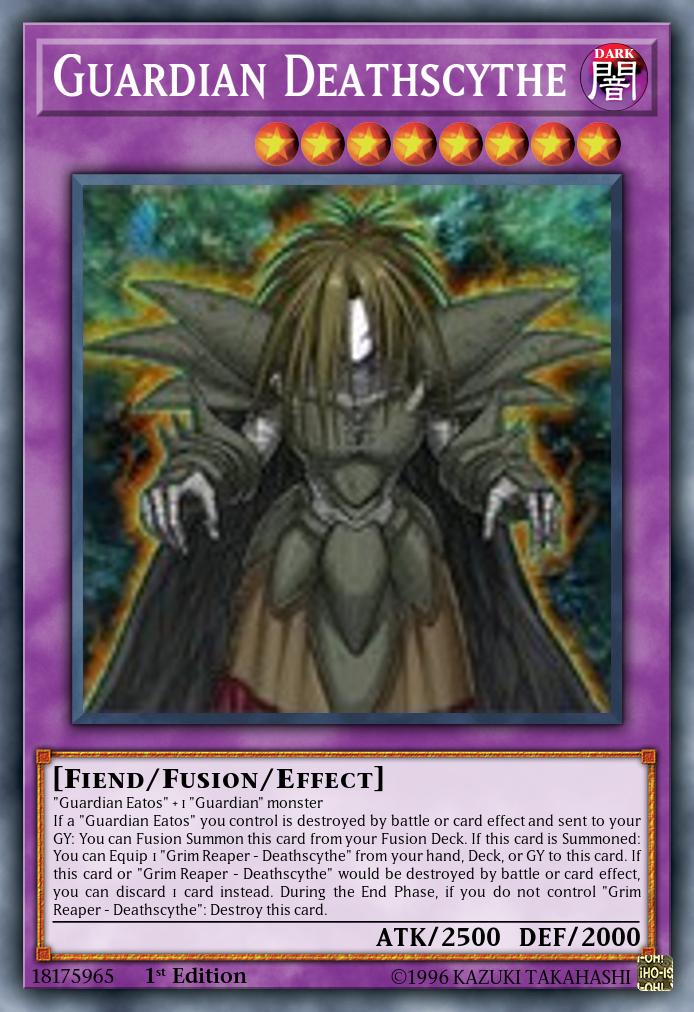 GUARDIAN DEATHSCYTHE
DARK
闇
[FIEND/FUSION/EFFECT]
"Guardian Eatos" + 1 "Guardian" monster
If a "Guardian Eatos" you control is destroyed by battle or card effect and sent to your
GY: You can Fusion Summon this card from your Fusion Deck. If this card is Summoned:
You can Equip 1 "Grim Reaper - Deathscythe" from your hand, Deck, or GY to this card. If
this card or "Grim Reaper - Deathscythe" would be destroyed by battle or card effect,
you can discard 1 card instead. During the End Phase, if you do not control "Grim
Reaper - Deathscythe": Destroy this card.
ATK/2500 DEF/2000
18175965 1st Edition ©1996 KAZUKI TAKAHASHI